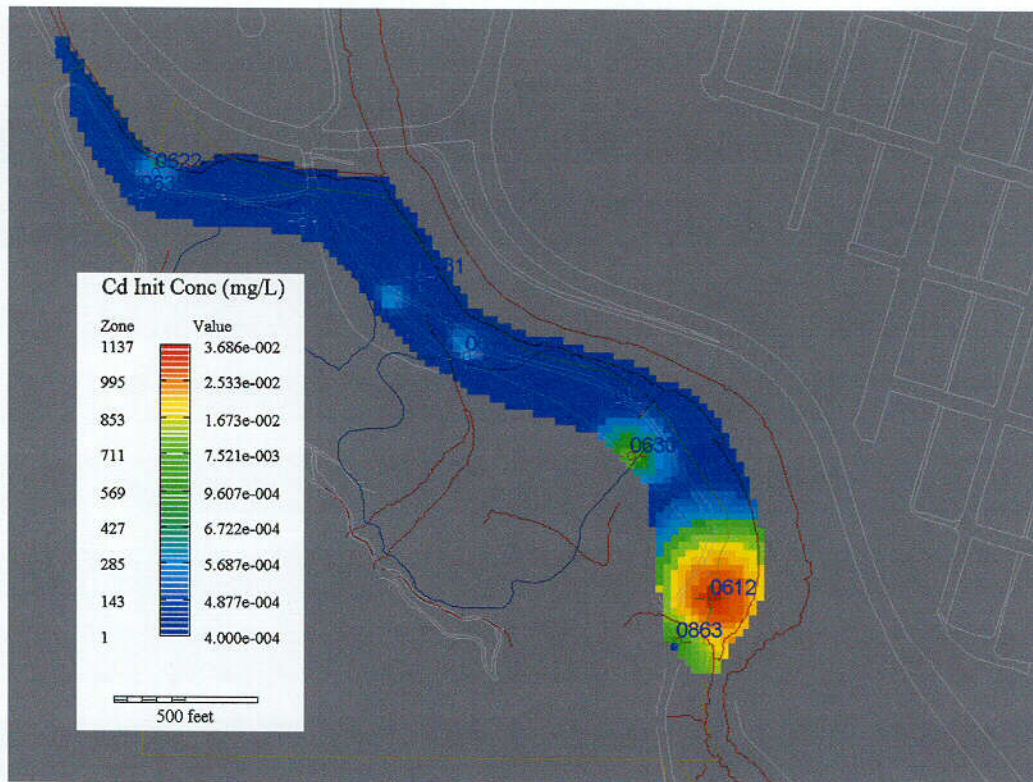 0622
0630
0612
0863
Cd Init Conc (mg/L)
Zone Value
1137 3.686e-002
995 2.533e-002
853 1.673e-002
711 7.521e-003
569 9.607e-004
427 6.722e-004
285 5.687e-004
143 4.877e-004
1 4.000e-004
500 feet